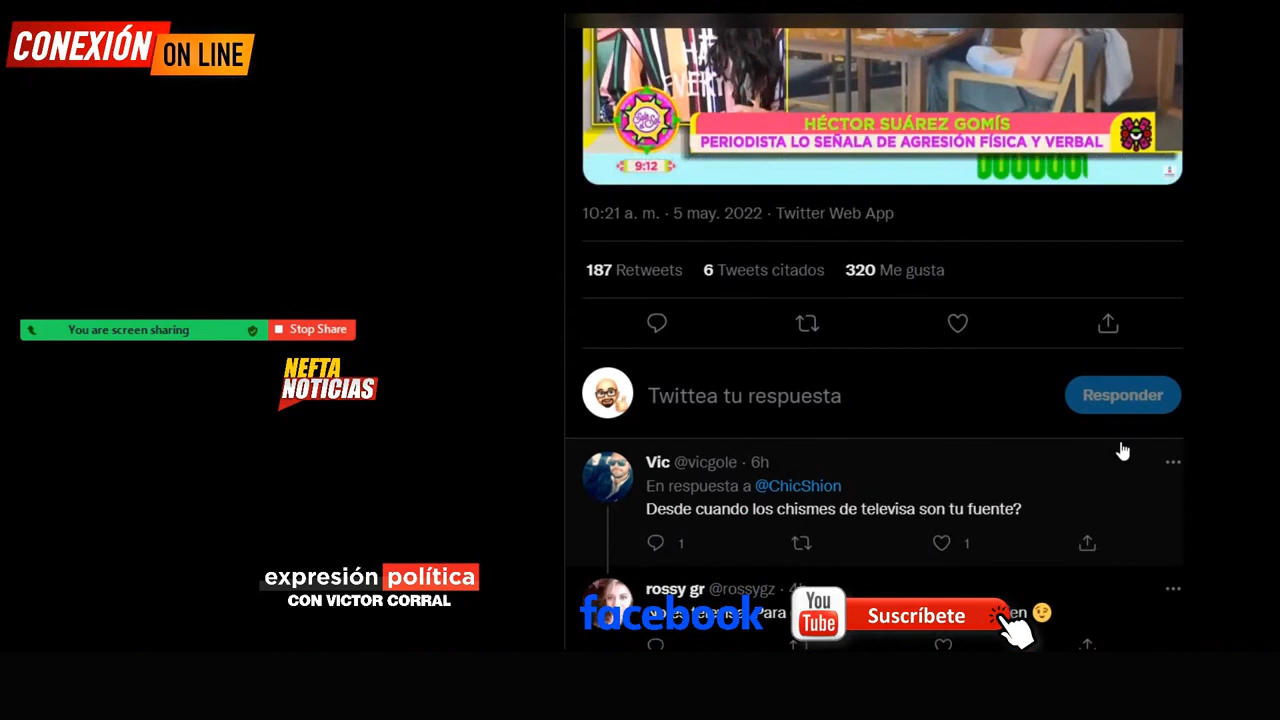 CONEXIÓN
ON LINE
HA
EVERY
HÉCTOR SUÁREZ GOMÍS
PERIODISTA LO SEÑALA DE AGRESIÓN FÍSICA Y VERBAL
9:12
10:21 a. m. · 5 may. 2022 · Twitter Web App
187 Retweets 6 Tweets citados 320 Me gusta
You are screen sharing
Stop Share
NEFTA
NOTICIAS
Twittea tu respuesta
Responder
Vic @vicgole · 6h
En respuesta a @ChicShion
Desde cuando los chismes de televisa son tu fuente?
1
1
expresión política
CON VICTOR CORRAL
rossy gr @rossygz ·
facebook
You
Tube
Suscríbete